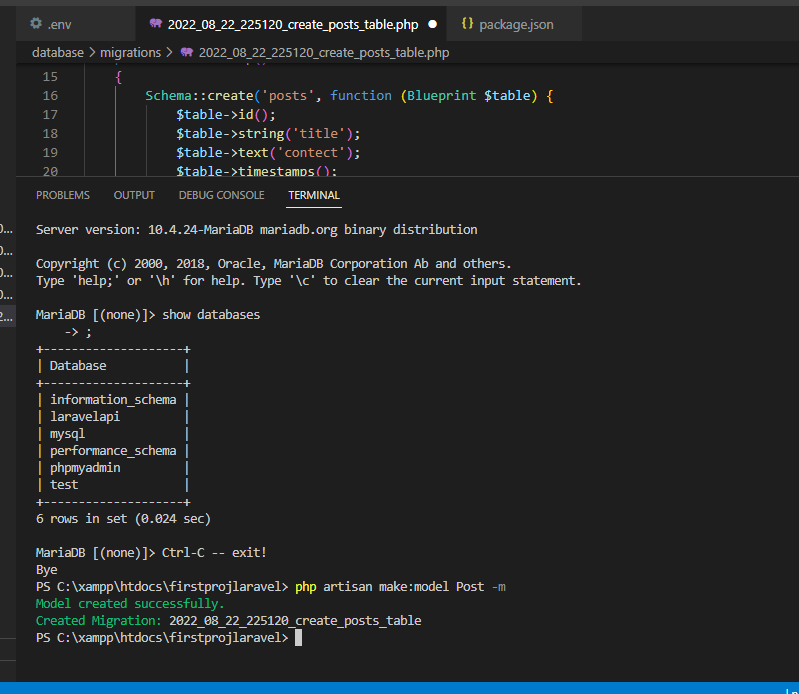 .env 2022_08_22_225120_create_posts_table.php package.json
database > migrations > 2022_08_22_225120_create_posts_table.php
15 {
16 Schema::create('posts', function (Blueprint $table) {
17 $table->id();
18 $table->string('title');
19 $table->text('contect');
20 $table->timestamps();
PROBLEMS OUTPUT DEBUG CONSOLE TERMINAL
Server version: 10.4.24-MariaDB mariadb.org binary distribution
Copyright (c) 2000, 2018, Oracle, MariaDB Corporation Ab and others.
Type 'help;' or '\h' for help. Type '\c' to clear the current input statement.
MariaDB [(none)]> show databases
-> ;
+--------------------+
| Database           |
+--------------------+
| information_schema |
| laravelapi         |
| mysql              |
| performance_schema |
| phpmyadmin         |
| test               |
+--------------------+
6 rows in set (0.024 sec)
MariaDB [(none)]> Ctrl-C -- exit!
Bye
PS C:\xampp\htdocs\firstprojlaravel> php artisan make:model Post -m
Model created successfully.
Created Migration: 2022_08_22_225120_create_posts_table
PS C:\xampp\htdocs\firstprojlaravel>